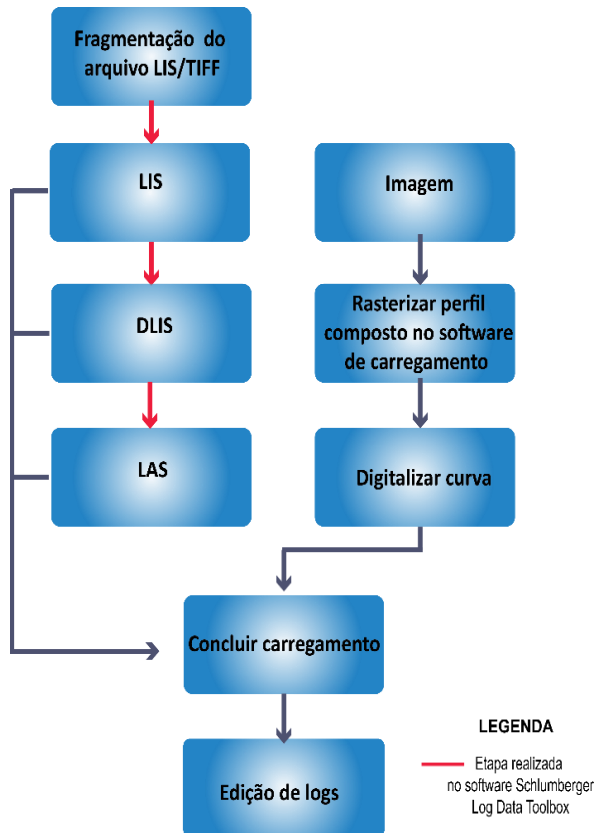 Fragmentação do
arquivo LIS/TIFF
LIS
Imagem
DLIS
Rasterizar perfil
composto no software
de carregamento
LAS
Digitalizar curva
Concluir carregamento
Edição de logs
LEGENDA
Etapa realizada
no software Schlumberger
Log Data Toolbox